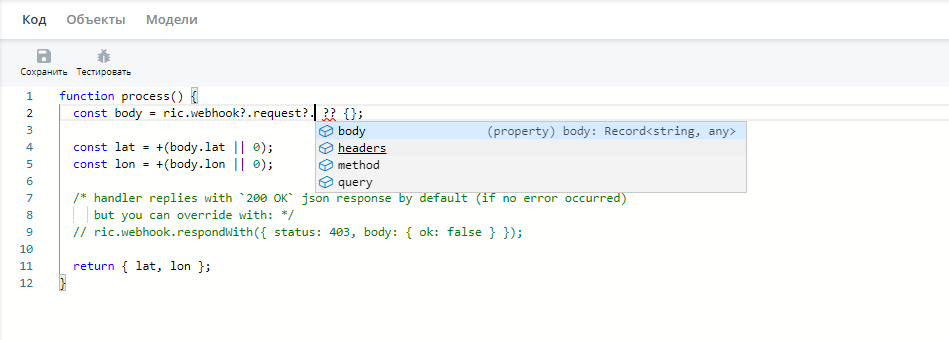 Код Объекты Модели
Сохранить Тестировать
1 function process() {
2 const body = ric.webhook?.request?. ?? {};
body (property) body: Record<string, any>
3
headers
4 const lat = +(body.lat || 0);
method
5 const lon = +(body.lon || 0);
query
6
7 /* handler replies with `200 OK` json response by default (if no error occurred)
8 but you can override with: */
9 // ric.webhook.respondWith({ status: 403, body: { ok: false } });
10
11 return { lat, lon };
12 }